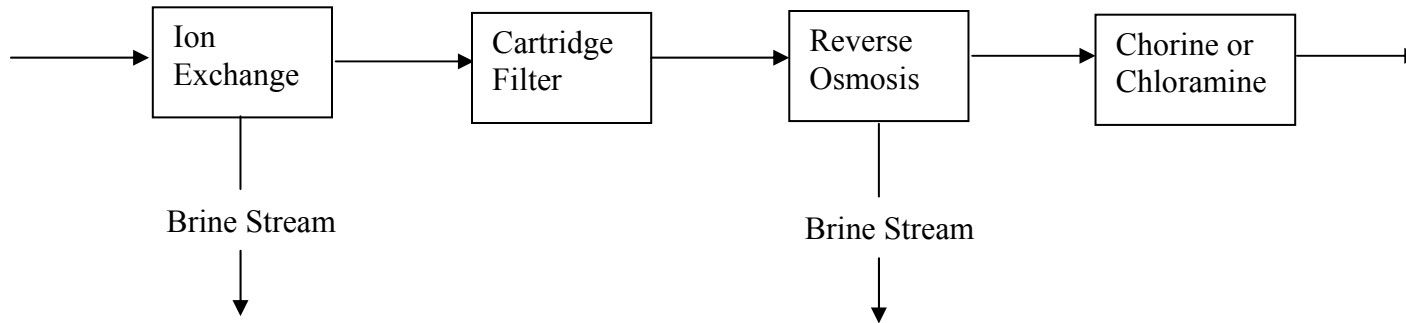 Ion
Exchange
Cartridge
Filter
Reverse
Osmosis
Chorine or
Chloramine
Brine Stream
Brine Stream